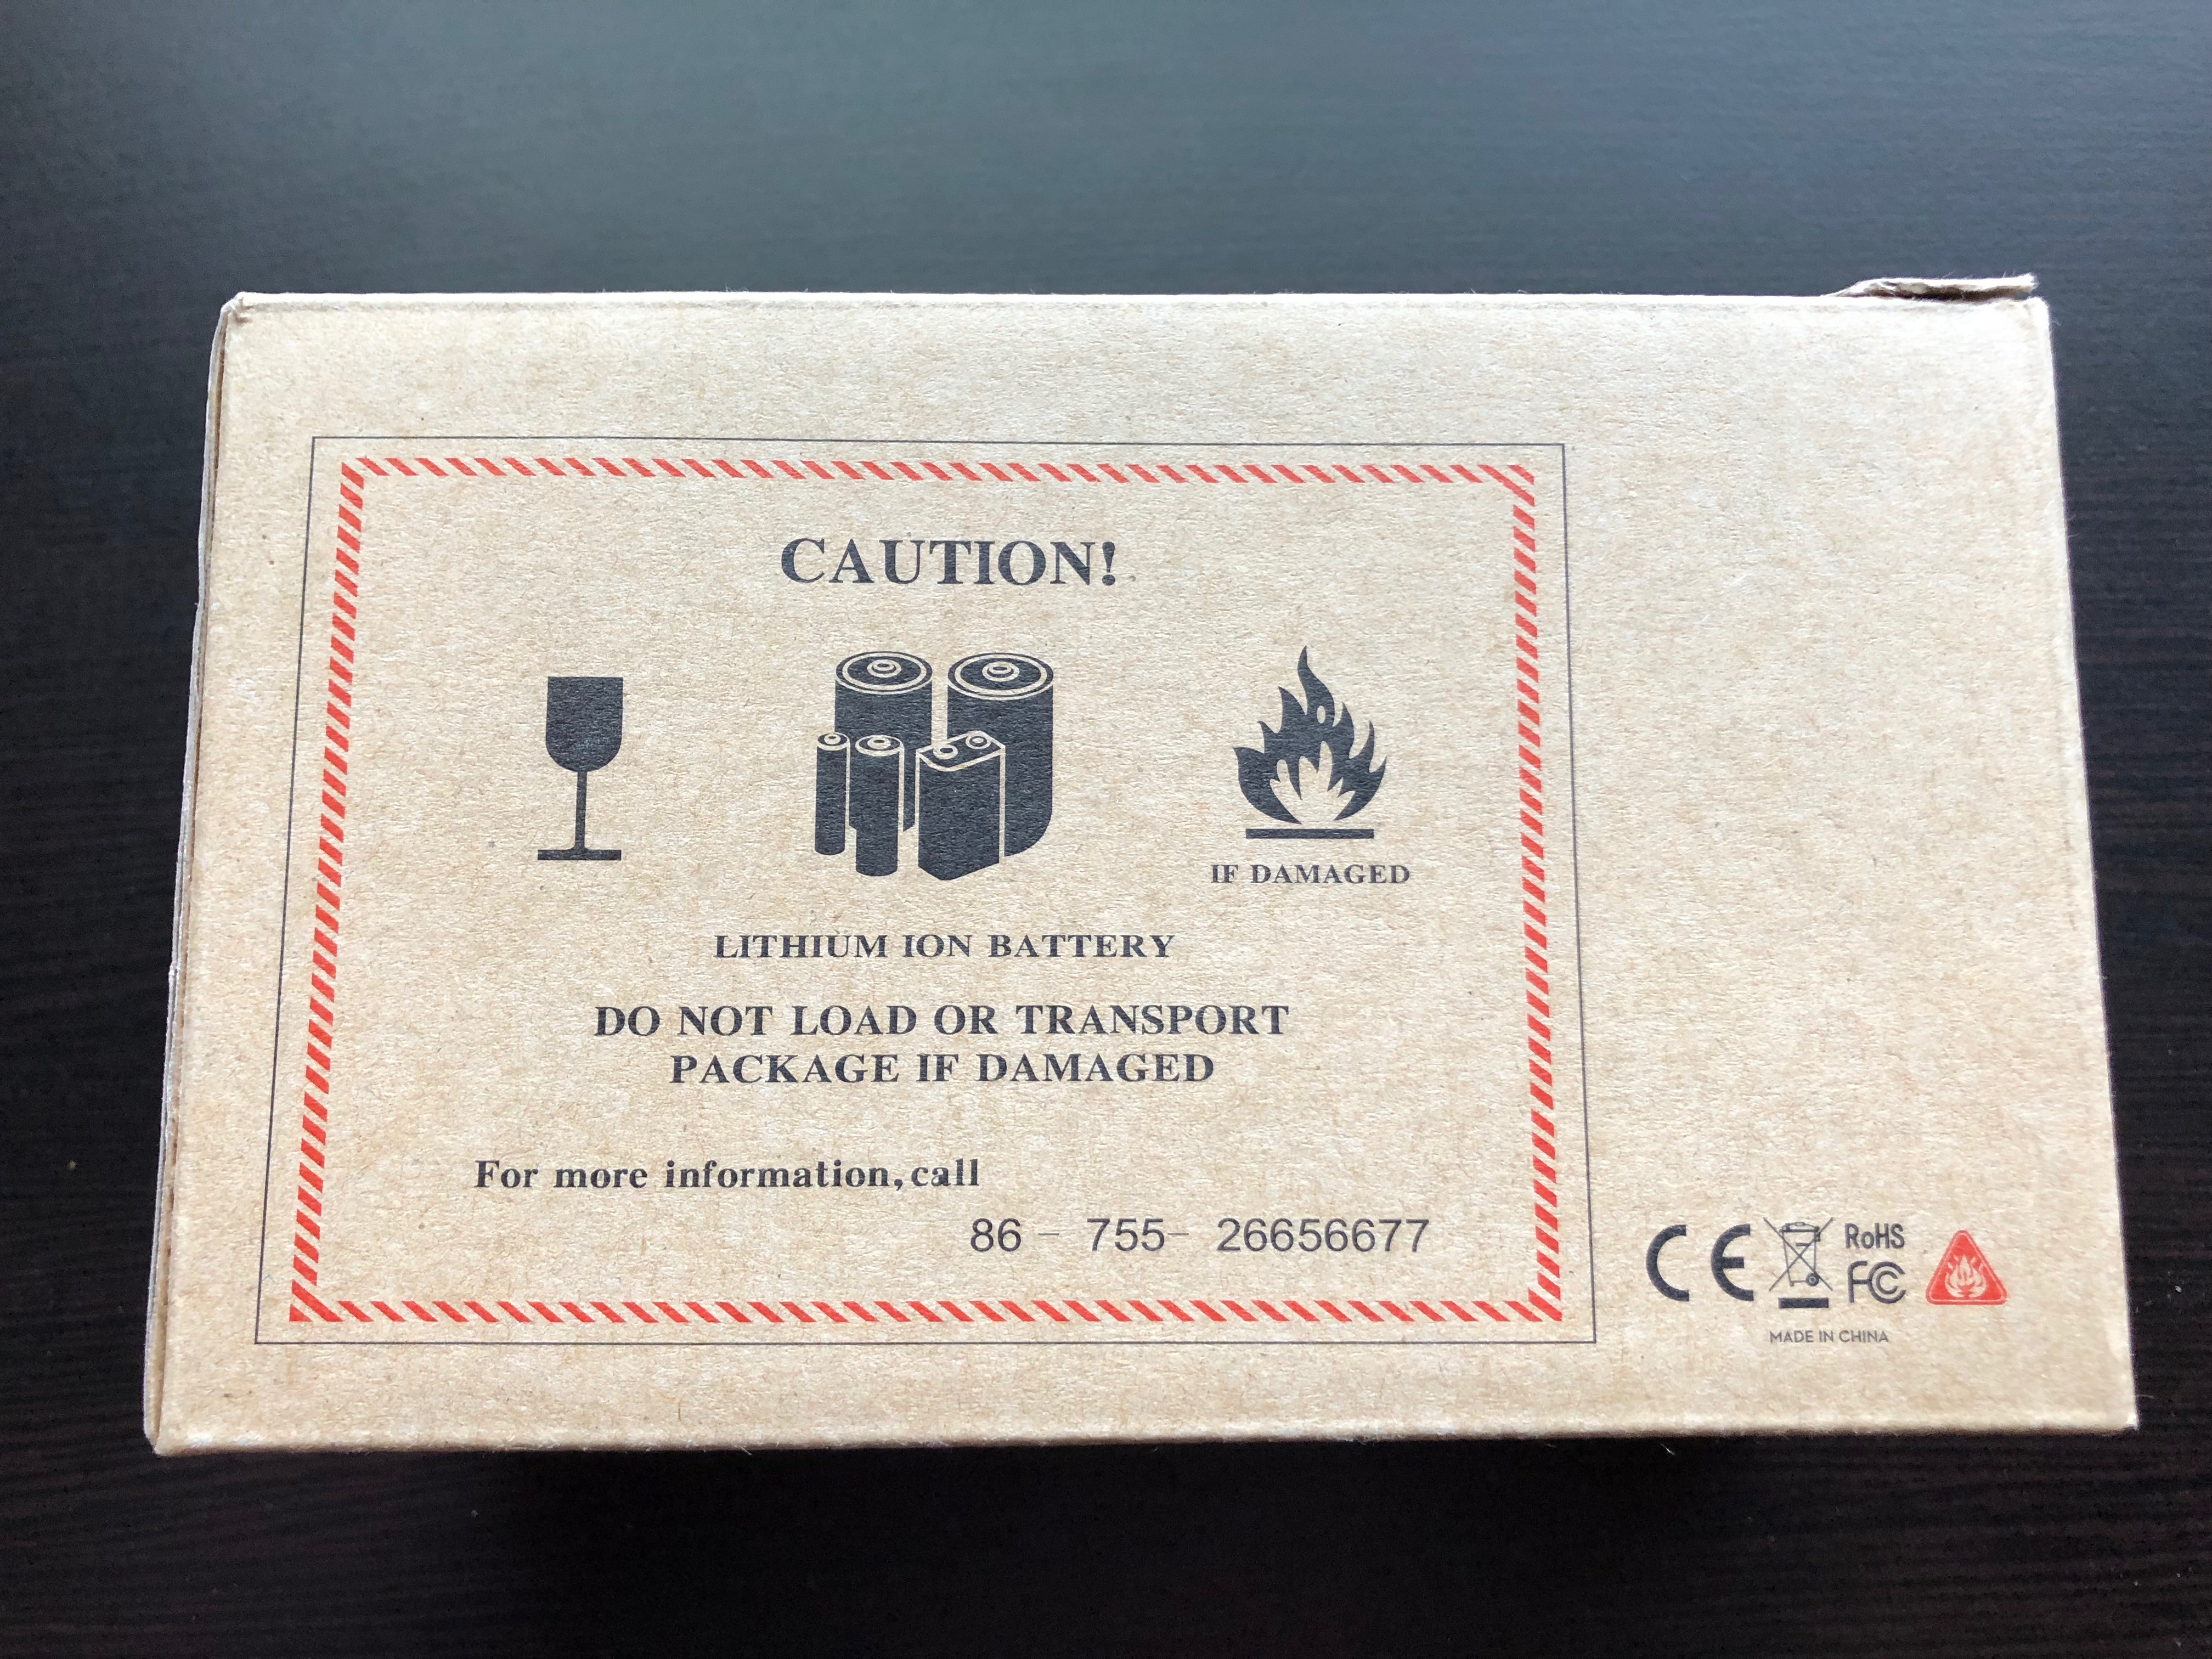 CAUTION!
IF DAMAGED
LITHIUM ION BATTERY
DO NOT LOAD OR TRANSPORT
PACKAGE IF DAMAGED
For more information,call
86 - 755- 26656677
CE
RoHS
FC
MADE IN CHINA